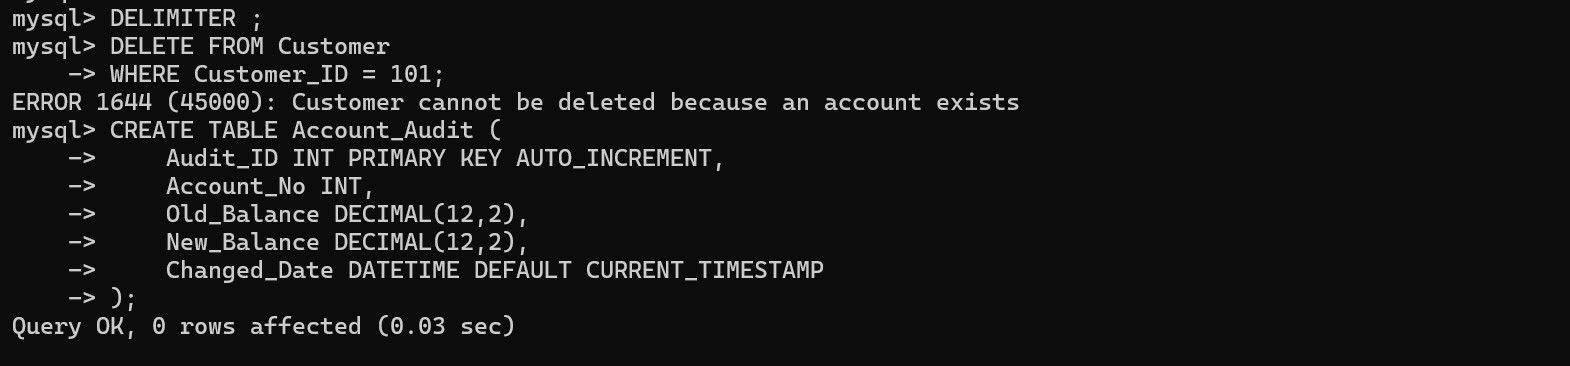 mysql> DELIMITER ;
mysql> DELETE FROM Customer
    -> WHERE Customer_ID = 101;
ERROR 1644 (45000): Customer cannot be deleted because an account exists
mysql> CREATE TABLE Account_Audit (
    ->     Audit_ID INT PRIMARY KEY AUTO_INCREMENT,
    ->     Account_No INT,
    ->     Old_Balance DECIMAL(12,2),
    ->     New_Balance DECIMAL(12,2),
    ->     Changed_Date DATETIME DEFAULT CURRENT_TIMESTAMP
    -> );
Query OK, 0 rows affected (0.03 sec)